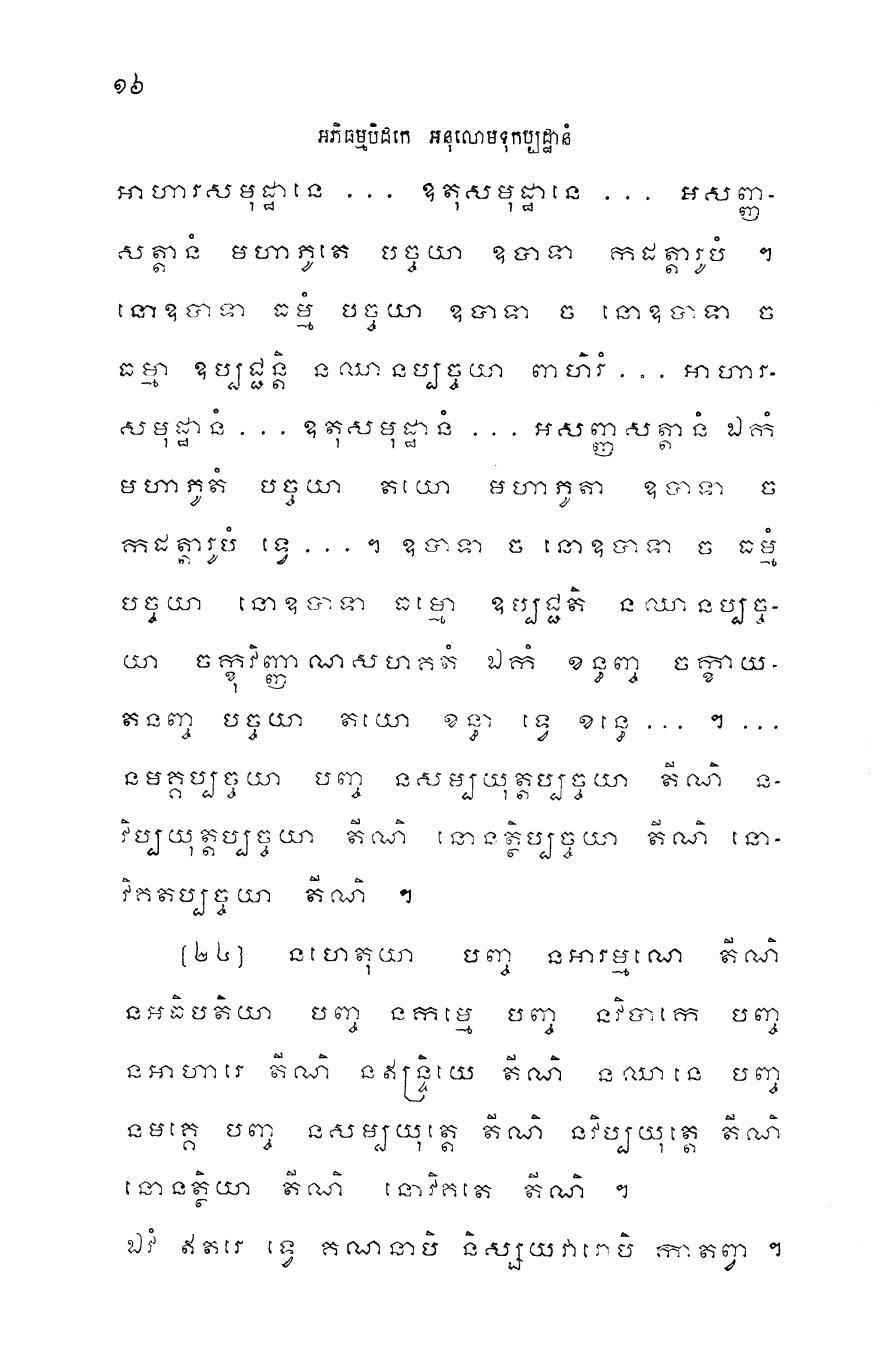 ១៦
អភិធម្មបិដកេ អនុលោមទុកប្បដ្ឋានំ
អាហារសមុដ្ឋានេ ... ឧតុសមុដ្ឋានេ ... អសញ្ញ-
សត្តានំ មហាភូតេ បច្ចយា ឧបាទា កដត្តារូបំ ។
នោឧបាទា ធម្មំ បច្ចយា ឧបាទា ច នោឧបាទា ច
ធម្មា ឧប្បជ្ជន្តិ នឈានប្បច្ចយា ពាហិរំ ... អាហារ-
សមុដ្ឋានំ ... ឧតុសមុដ្ឋានំ ... អសញ្ញសត្តានំ ឯកំ
មហាភូតំ បច្ចយា តយោ មហាភូតា ឧបាទា ច
កដត្តារូបំ ទ្វេ ... ។ ឧបាទា ច នោឧបាទា ច ធម្មំ
បច្ចយា នោឧបាទា ធម្មោ ឧប្បជ្ជតិ នឈានប្បច្ច-
យា ចក្ខុវិញ្ញាណសហគតំ ឯកំ ខន្ធញ្ច ចក្ខាយ-
តនញ្ច បច្ចយា តយោ ខន្ធា ទ្វេ ខន្ធេ ... ។ ...
នមគ្គប្បច្ចយា បញ្ច នសម្បយុត្តប្បច្ចយា តីណិ ន-
វិប្បយុត្តប្បច្ចយា តីណិ នោនត្ថិប្បច្ចយា តីណិ នោ-
វិគតប្បច្ចយា តីណិ ។
[២៤] នហេតុយា បញ្ច នអារម្មណេ តីណិ
នអធិបតិយា បញ្ច នកម្មេ បញ្ច នវិបាកេ បញ្ច
នអាហារេ តីណិ នឥន្ទ្រិយេ តីណិ នឈានេ បញ្ច
នមគ្គេ បញ្ច នសម្បយុត្តេ តីណិ នវិប្បយុត្តេ តីណិ
នោនត្ថិយា តីណិ នោវិគតេ តីណិ ។
ឯវំ ឥតរេ ទ្វេ គណនាបិ និស្សយវារោបិ កាតព្វា ។